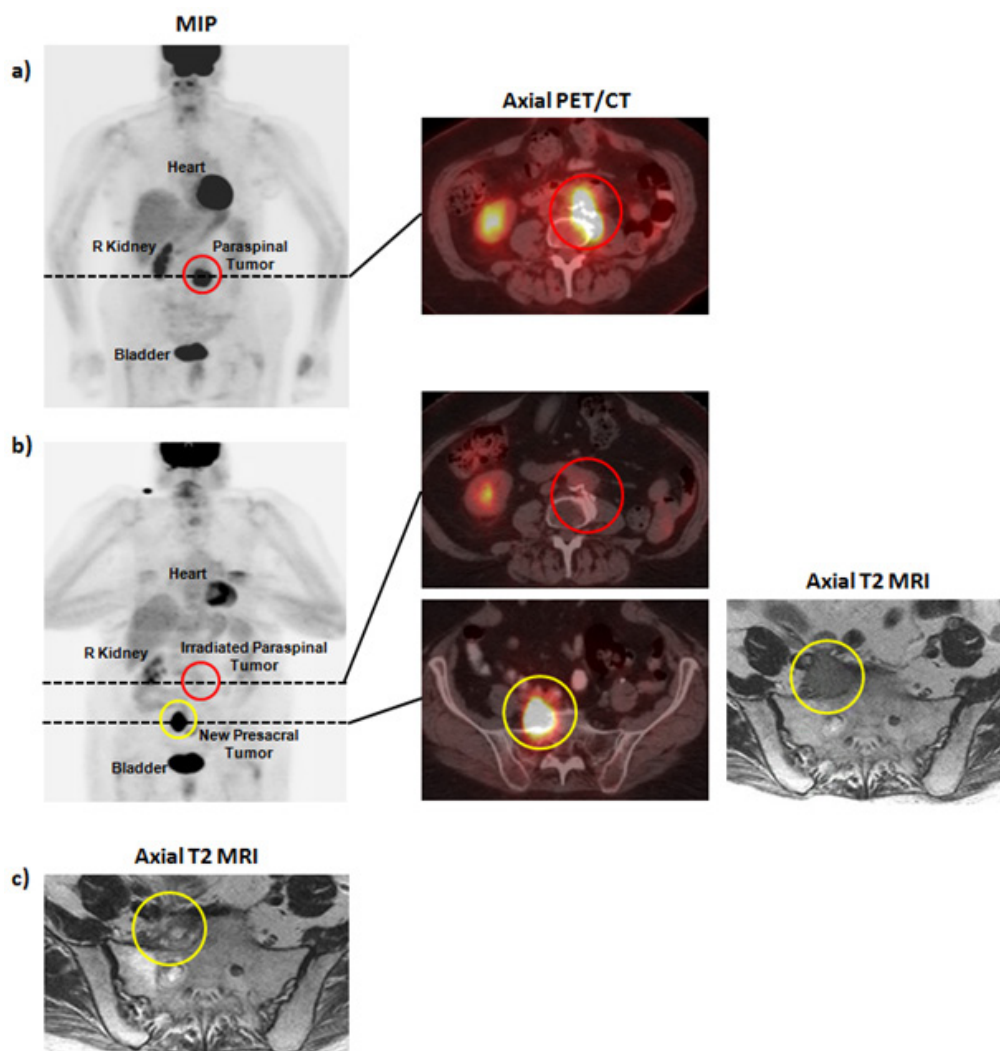 MIP
a)
Axial PET/CT
Heart
R Kidney
Paraspinal
Tumor
Bladder
b)
Heart
Irradiated Paraspinal
Tumor
R Kidney
New Presacral
Tumor
Bladder
Axial T2 MRI
Axial T2 MRI
c)